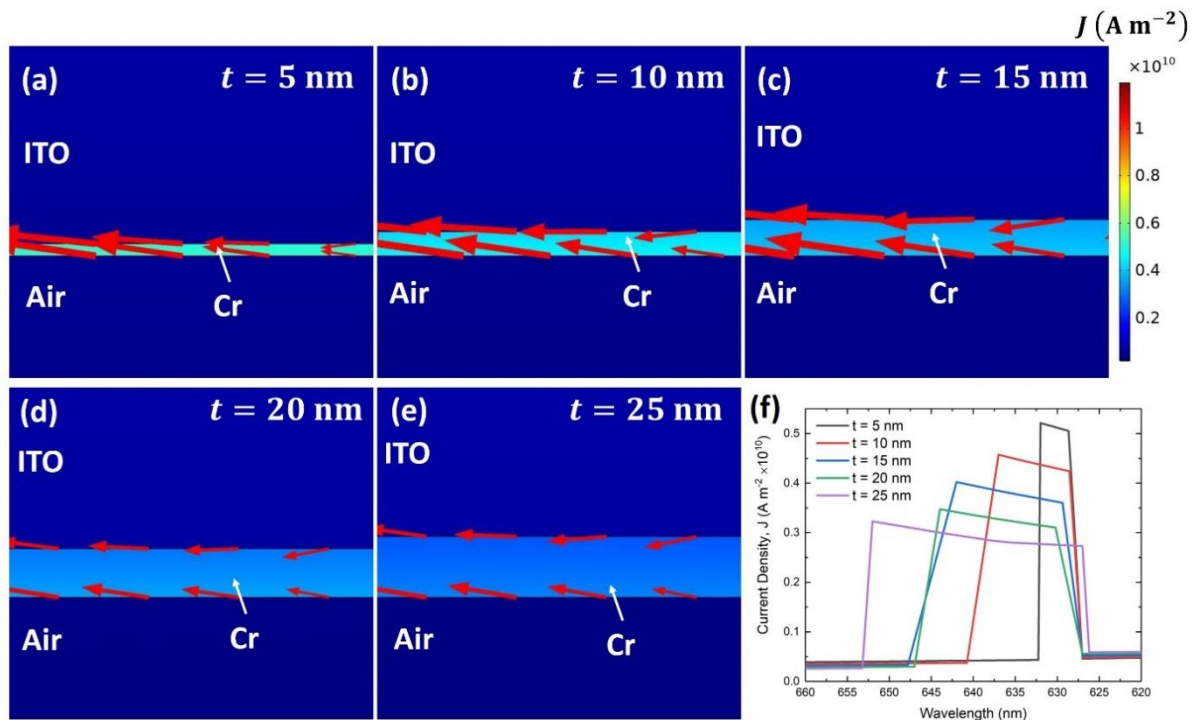 J (A m⁻²)
×10¹⁰
1
0.8
0.6
0.4
0.2
(a) t = 5 nm
ITO
Air
Cr
(b) t = 10 nm
ITO
Air
Cr
(c) t = 15 nm
ITO
Air
Cr
(d) t = 20 nm
ITO
Air
Cr
(e) t = 25 nm
ITO
Air
Cr
(f)
t = 5 nm
t = 10 nm
t = 15 nm
t = 20 nm
t = 25 nm
Current Density, J (A m⁻² ×10¹⁰)
0.5
0.4
0.3
0.2
0.1
0.0
660 655 650 645 640 635 630 625 620
Wavelength (nm)